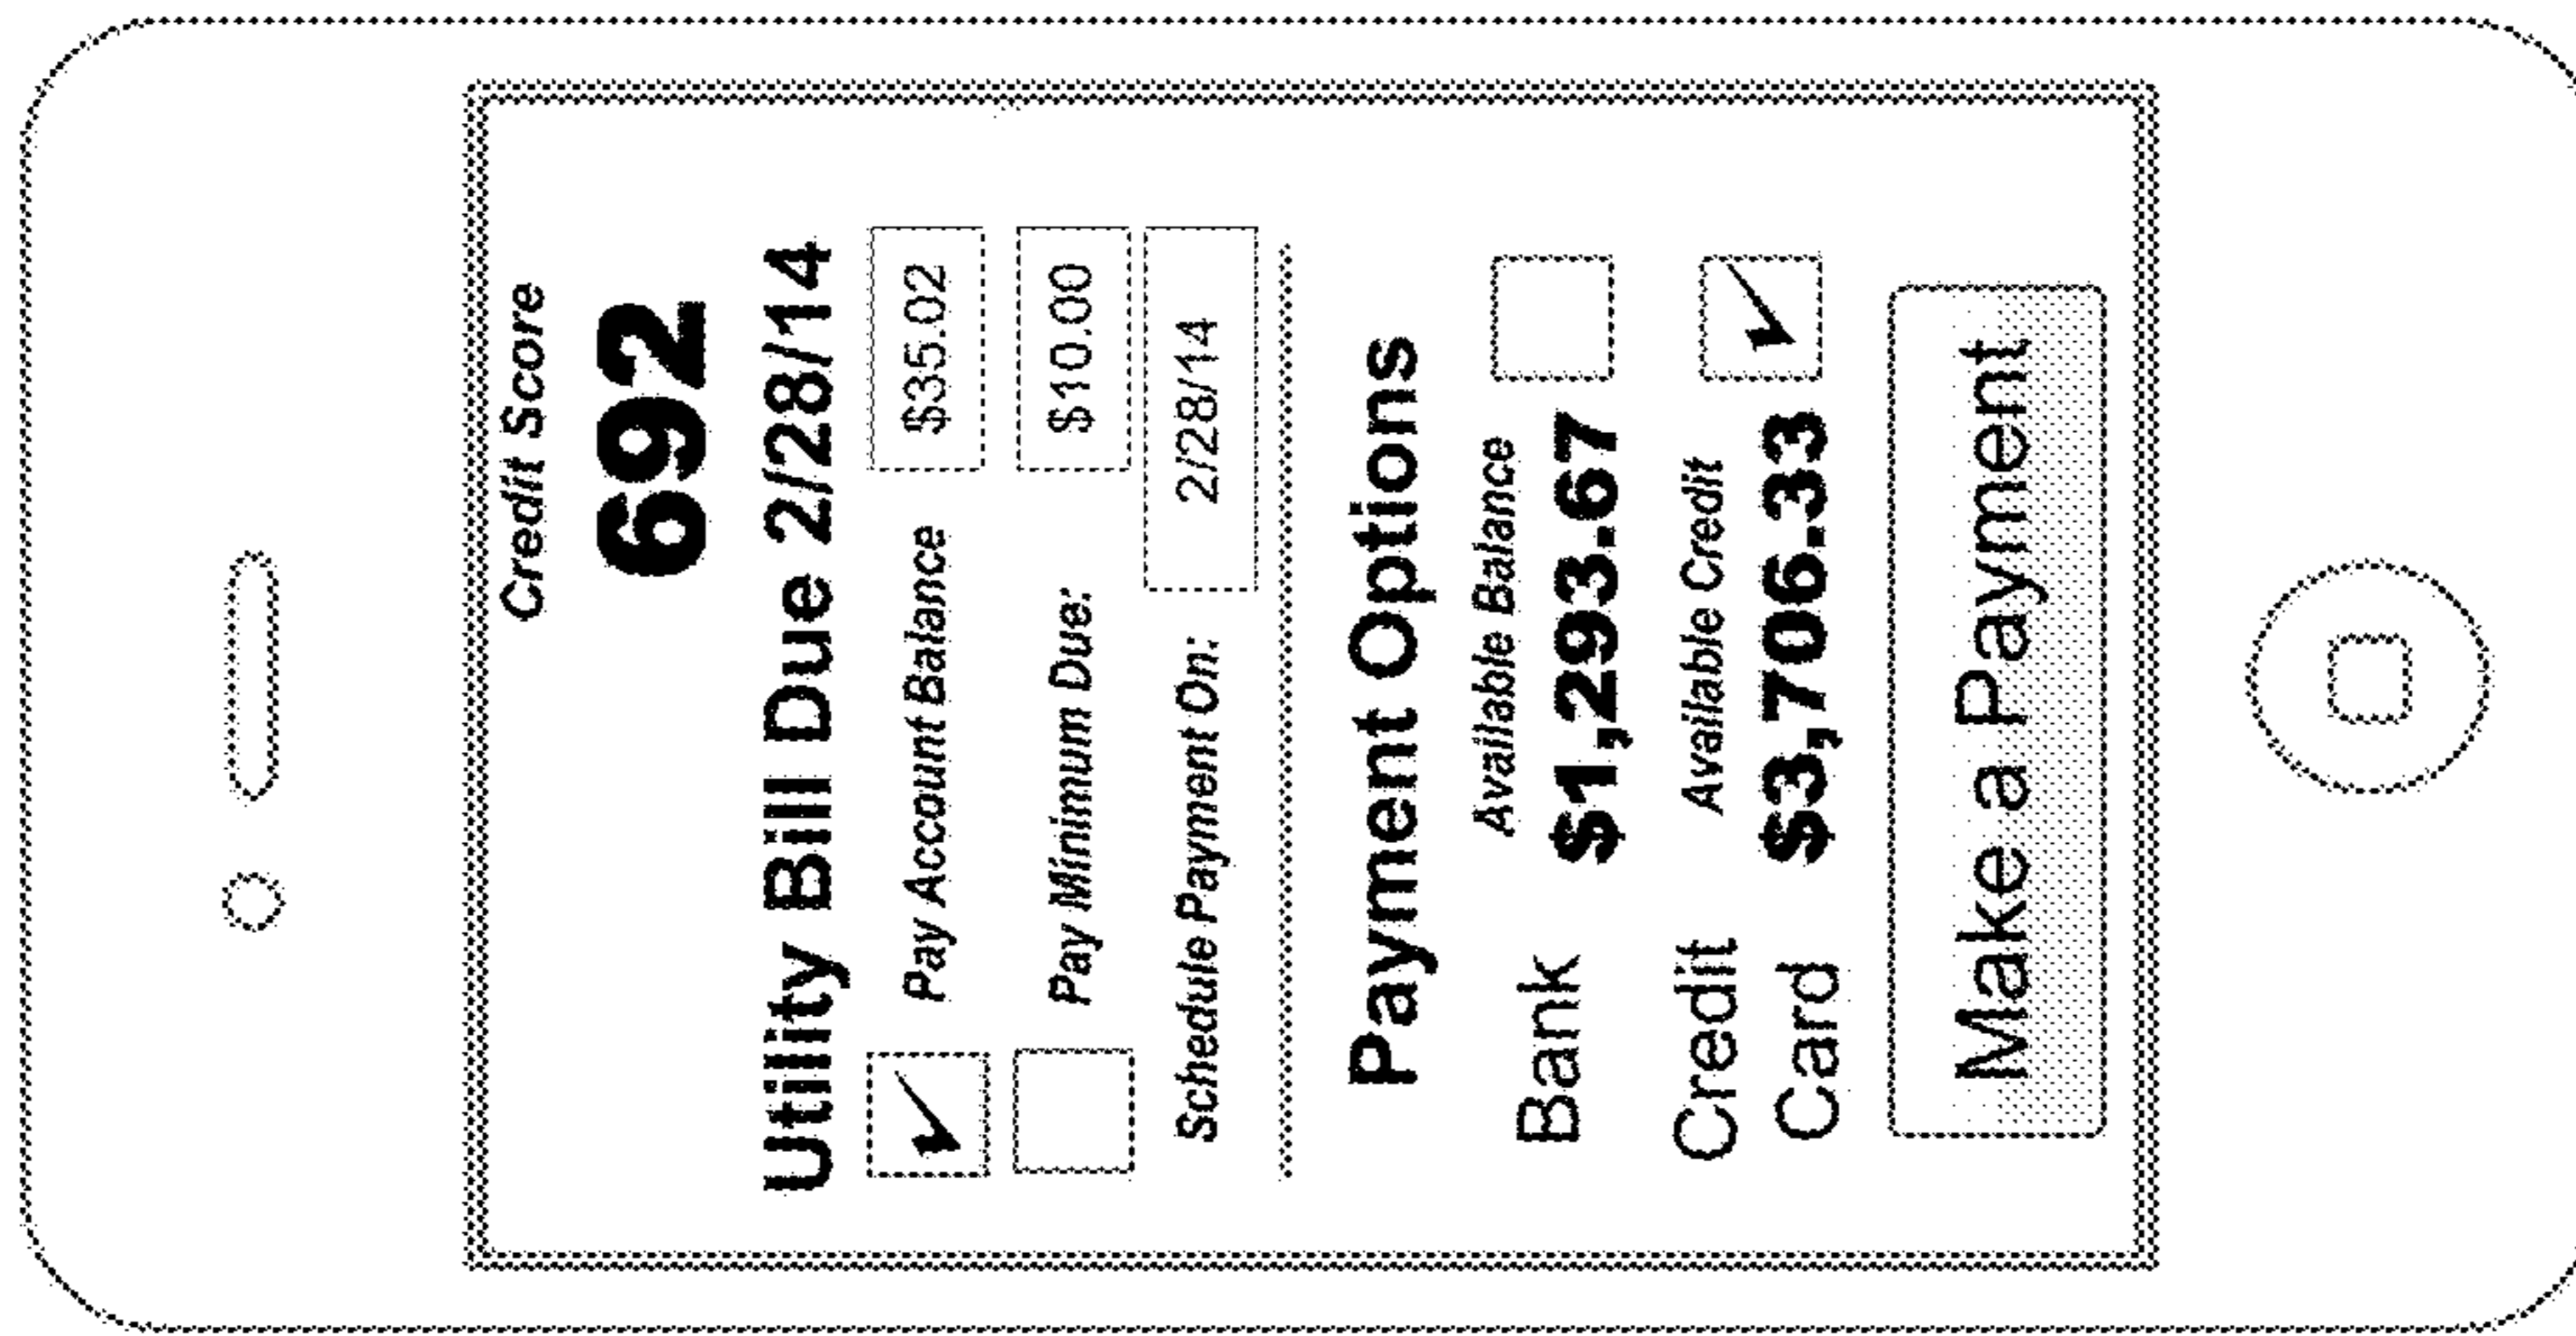 Credit Score
692
Utility Bill Due 2/28/14
Pay Account Balance $35.02
Pay Minimum Due: $10.00
Schedule Payment On: 2/28/14
Payment Options
Available Balance
Bank $1,293.67
Credit Available Credit
Card $3,706.33
Make a Payment